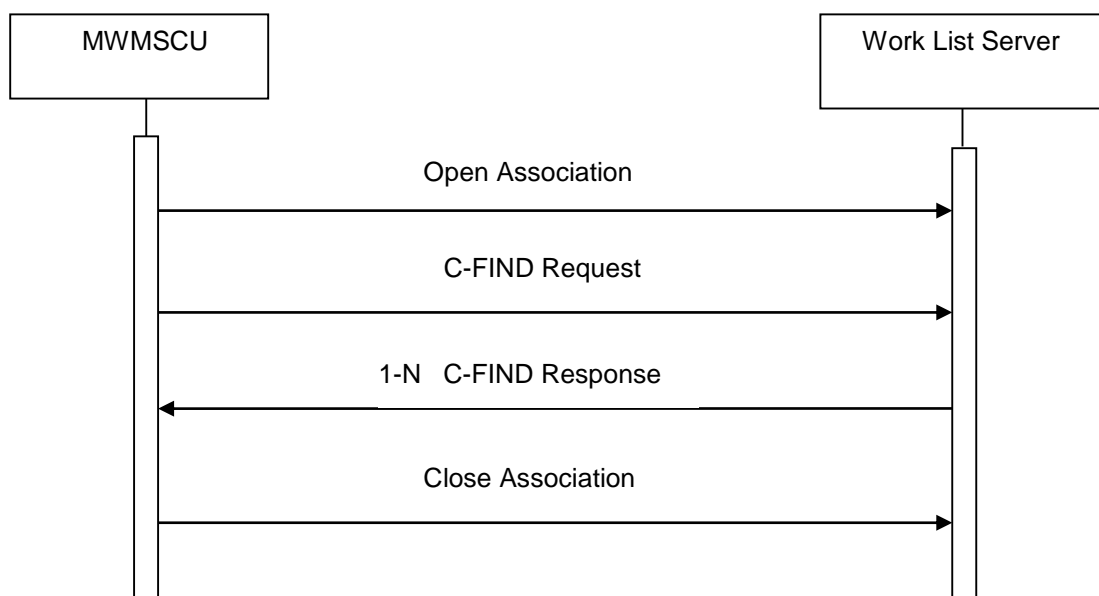 MWMSCU
Work List Server
Open Association
C-FIND Request
1-N C-FIND Response
Close Association